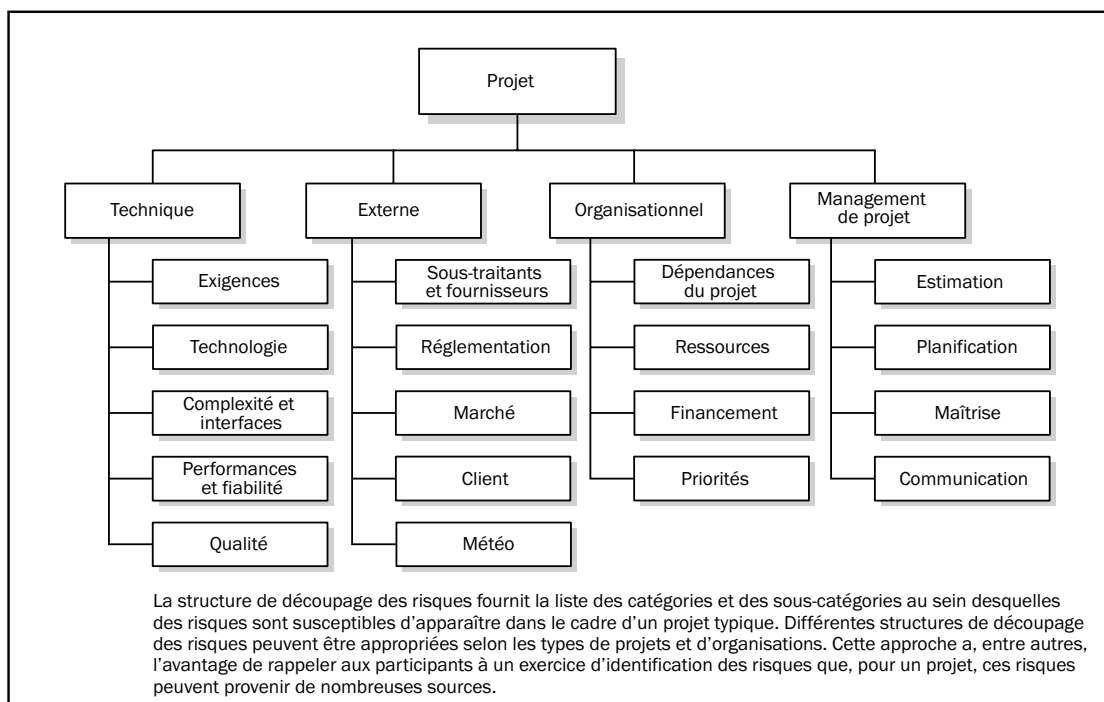 Projet
Technique
Externe
Organisationnel
Management
de projet
Exigences
Technologie
Complexité et
interfaces
Performances
et fiabilité
Qualité
Sous-traitants
et fournisseurs
Réglementation
Marché
Client
Météo
Dépendances
du projet
Ressources
Financement
Priorités
Estimation
Planification
Maîtrise
Communication
La structure de découpage des risques fournit la liste des catégories et des sous-catégories au sein desquelles
des risques sont susceptibles d'apparaître dans le cadre d'un projet typique. Différentes structures de découpage
des risques peuvent être appropriées selon les types de projets et d'organisations. Cette approche a, entre autres,
l'avantage de rappeler aux participants à un exercice d'identification des risques que, pour un projet, ces risques
peuvent provenir de nombreuses sources.